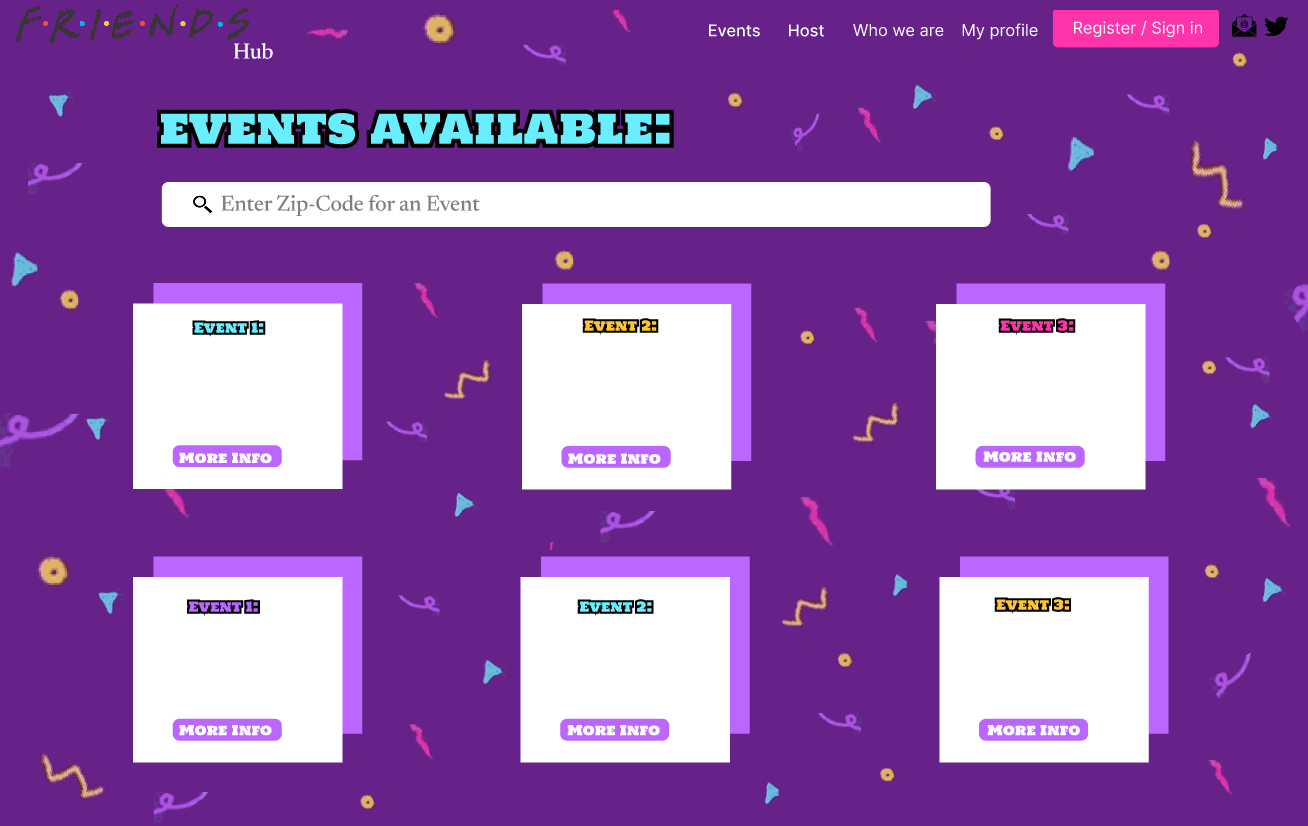 F·R·I·E·N·D·S
Hub
Events Host Who we are My profile Register / Sign in
EVENTS AVAILABLE:
Enter Zip-Code for an Event
Event 1: Event 2: Event 3:
More Info More Info More Info
Event 1: Event 2: Event 3:
More Info More Info More Info